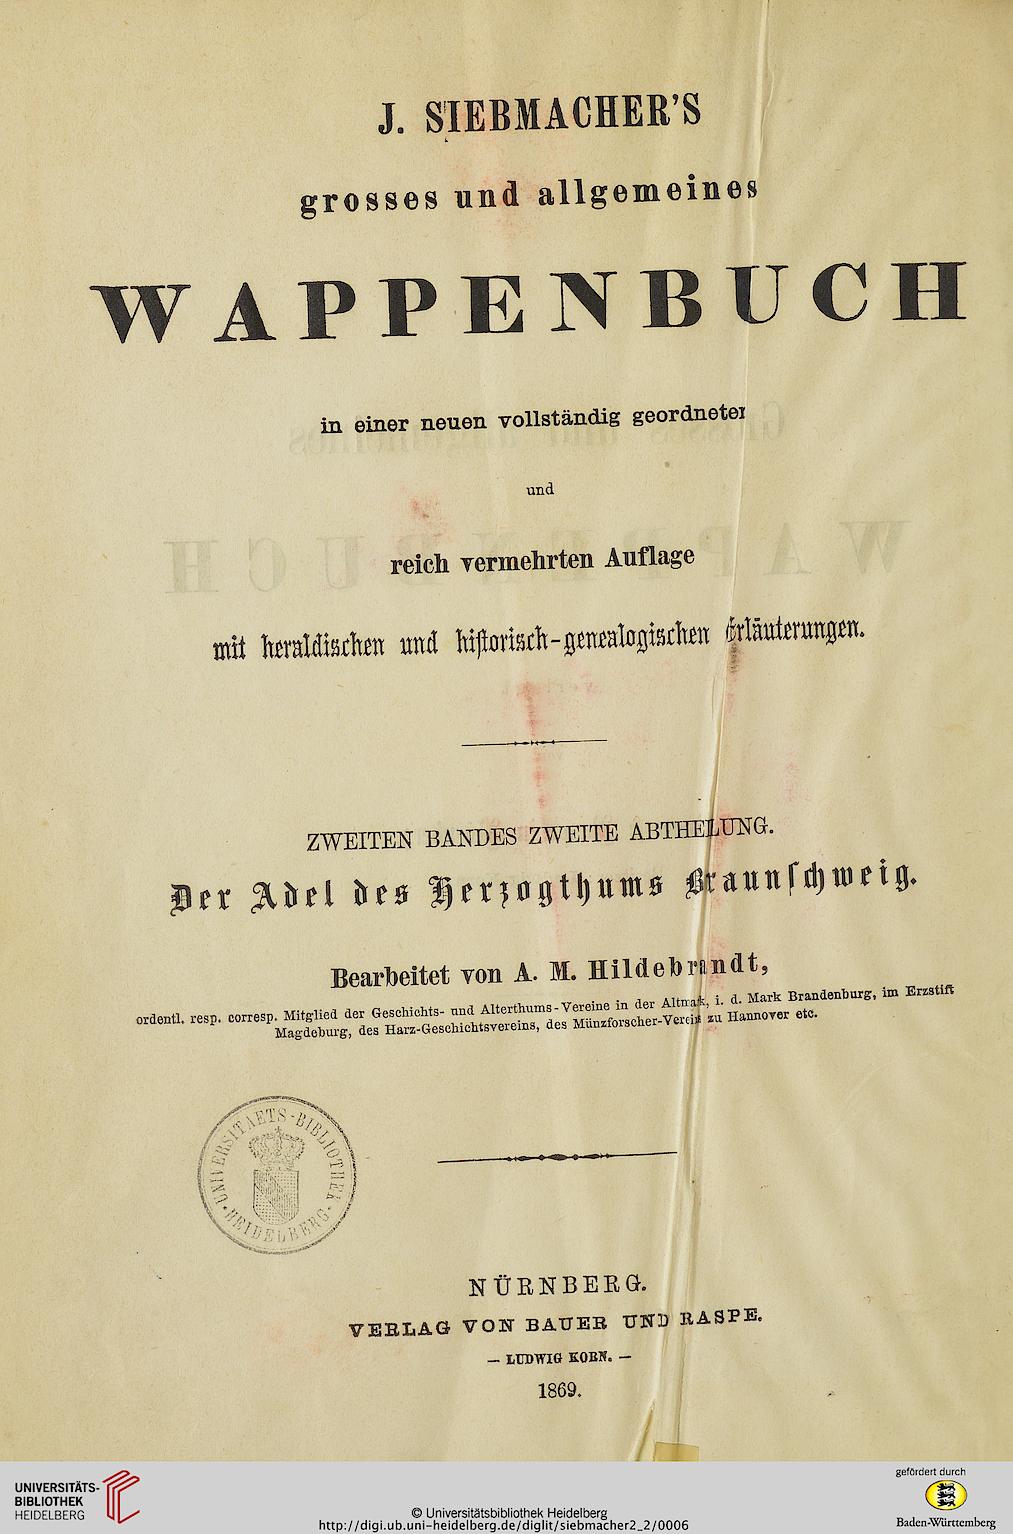 J. SIEBMACHER'S
grosses und allgemeines
WAPPENBUCH
in einer neuen vollständig geordneten
und
reich vermehrten Auflage
mit heraldischen und historisch-genealogischen Erläuterungen.
ZWEITEN BANDES ZWEITE ABTHEILUNG.
Der Adel des Herzogthums Braunschweig.
Bearbeitet von A. M. Hildebrandt,
ordentl. resp. corresp. Mitglied der Geschichts- und Alterthums-Vereine in der Altmark, i. d. Mark Brandenburg, im Erzstift
Magdeburg, des Harz-Geschichtsvereins, des Münzforscher-Verein zu Hannover etc.
UNIVERSITAETS-BIBLIOTHEK
HEIDELBERG
NÜRNBERG.
VERLAG VON BAUER UND RASPE.
— LUDWIG KORN. —
1869.
UNIVERSITÄTS-
BIBLIOTHEK
HEIDELBERG
© Universitätsbibliothek Heidelberg
http://digi.ub.uni-heidelberg.de/diglit/siebmacher2_2/0006
gefördert durch
Baden-Württemberg